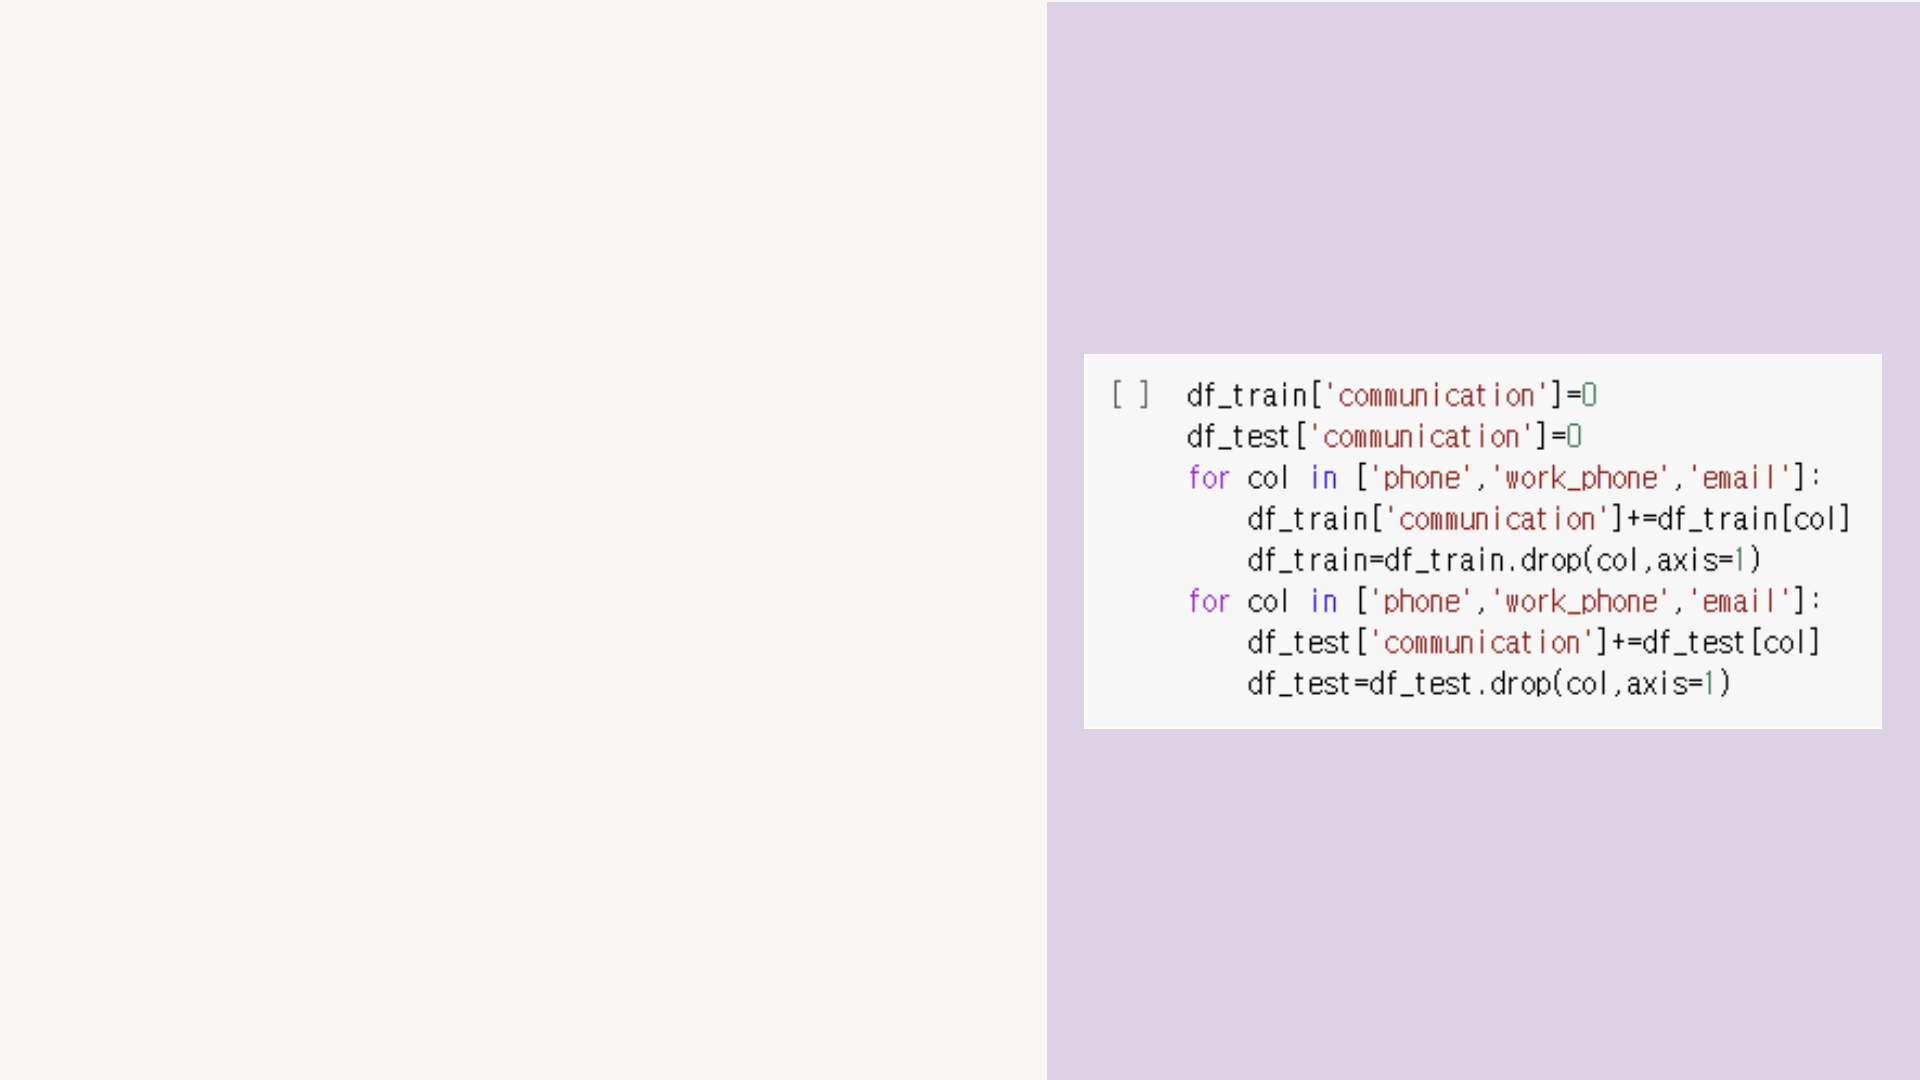 [ ] df_train['communication']=0
df_test['communication']=0
for col in ['phone','work_phone','email']:
    df_train['communication']+=df_train[col]
    df_train=df_train.drop(col,axis=1)
for col in ['phone','work_phone','email']:
    df_test['communication']+=df_test[col]
    df_test=df_test.drop(col,axis=1)